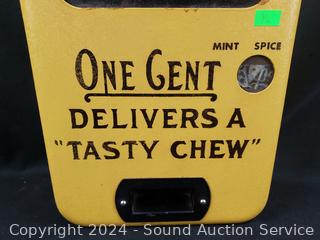 MINT SPICE
ONE CENT
DELIVERS A
"TASTY CHEW"
Copyright © 2024 - Sound Auction Service